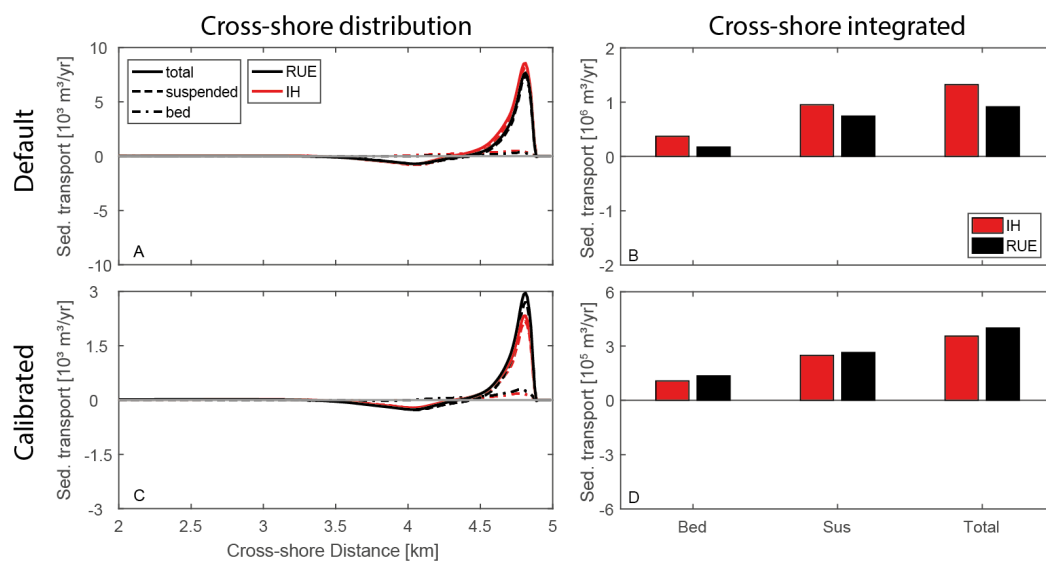 Cross-shore distribution
Cross-shore integrated
Default
Sed. transport [10³ m³/yr]
10
5
0
-5
-10
total
suspended
bed
RUE
IH
A
Sed. transport [10⁶ m³/yr]
2
1
0
-1
-2
IH
RUE
B
Calibrated
Sed. transport [10³ m³/yr]
3
1.5
0
-1.5
-3
C
2
2.5
3
3.5
4
4.5
5
Cross-shore Distance [km]
Sed. transport [10⁵ m³/yr]
6
3
0
-3
-6
D
Bed
Sus
Total